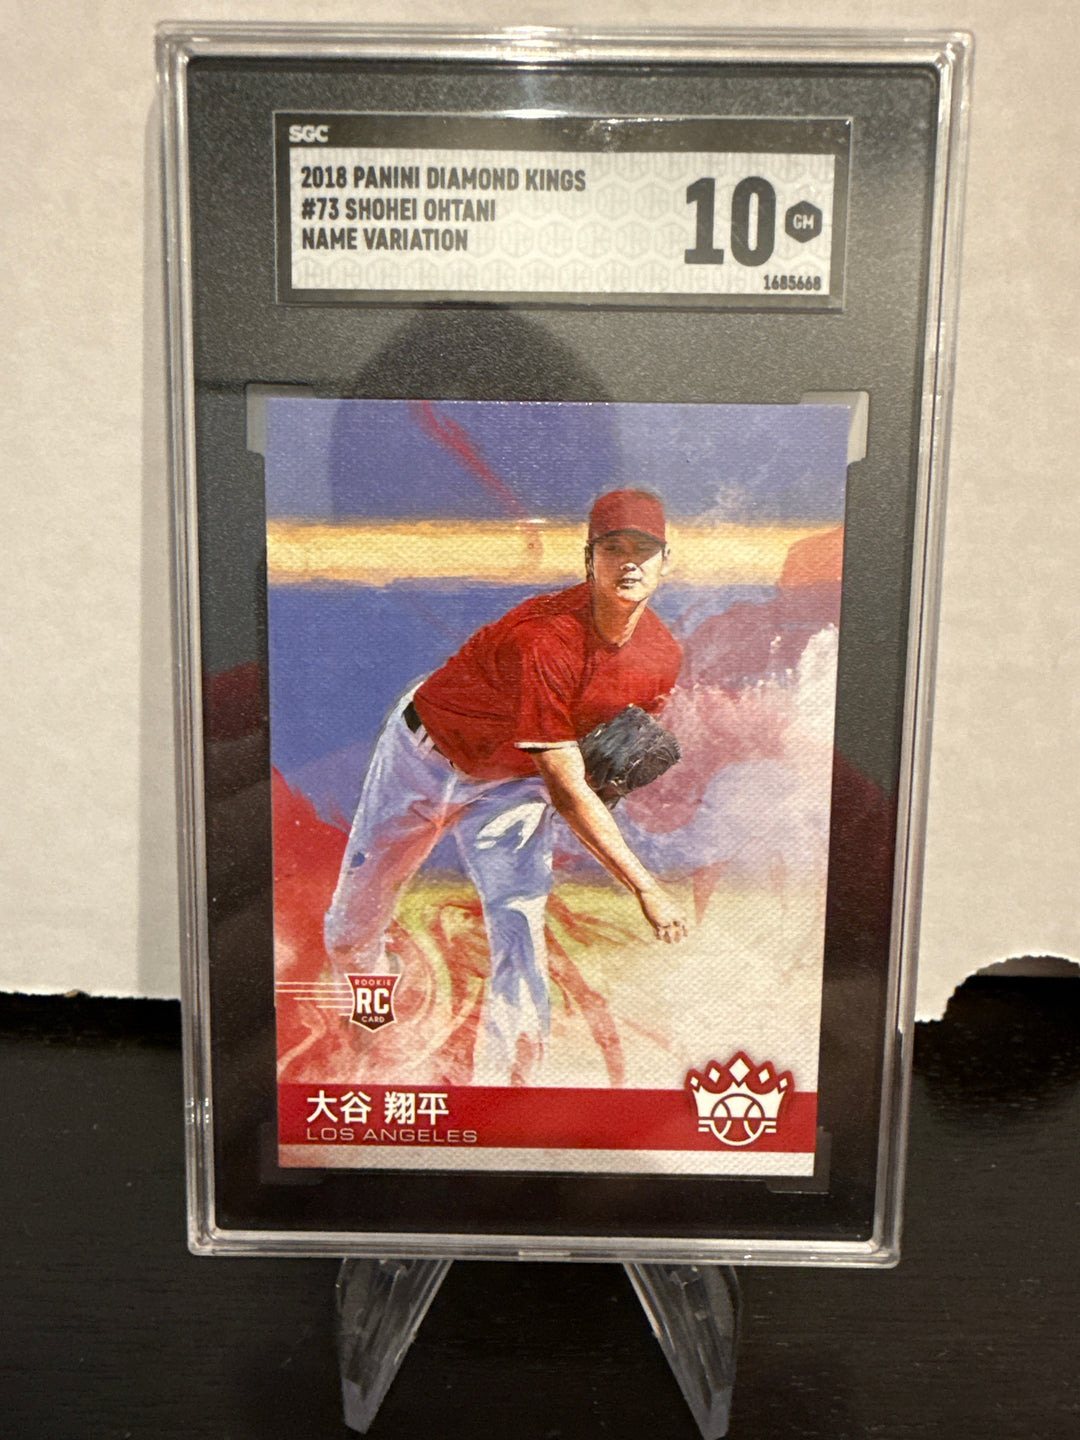 SGC
2018 PANINI DIAMOND KINGS
#73 SHOHEI OHTANI
NAME VARIATION
10
GM
1685668
ROOKIE
RC
CARD
大谷 翔平
LOS ANGELES